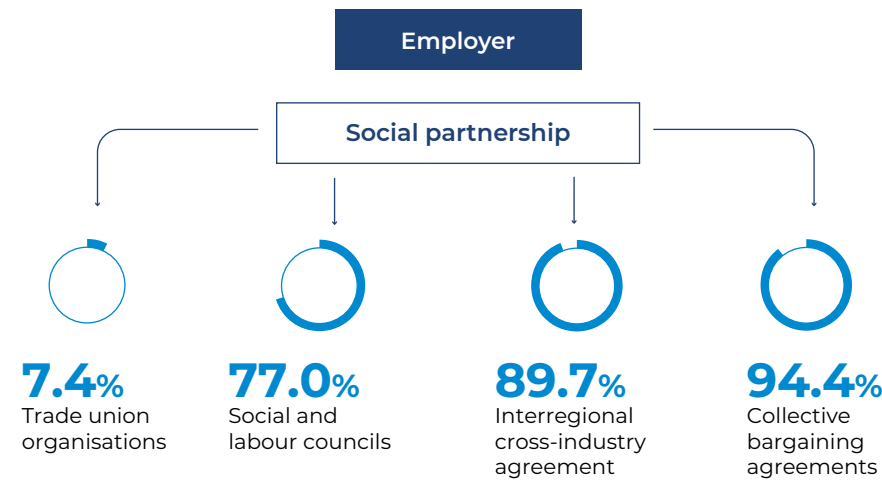 Employer
Social partnership
7.4%
Trade union
organisations
77.0%
Social and
labour councils
89.7%
Interregional
cross-industry
agreement
94.4%
Collective
bargaining
agreements